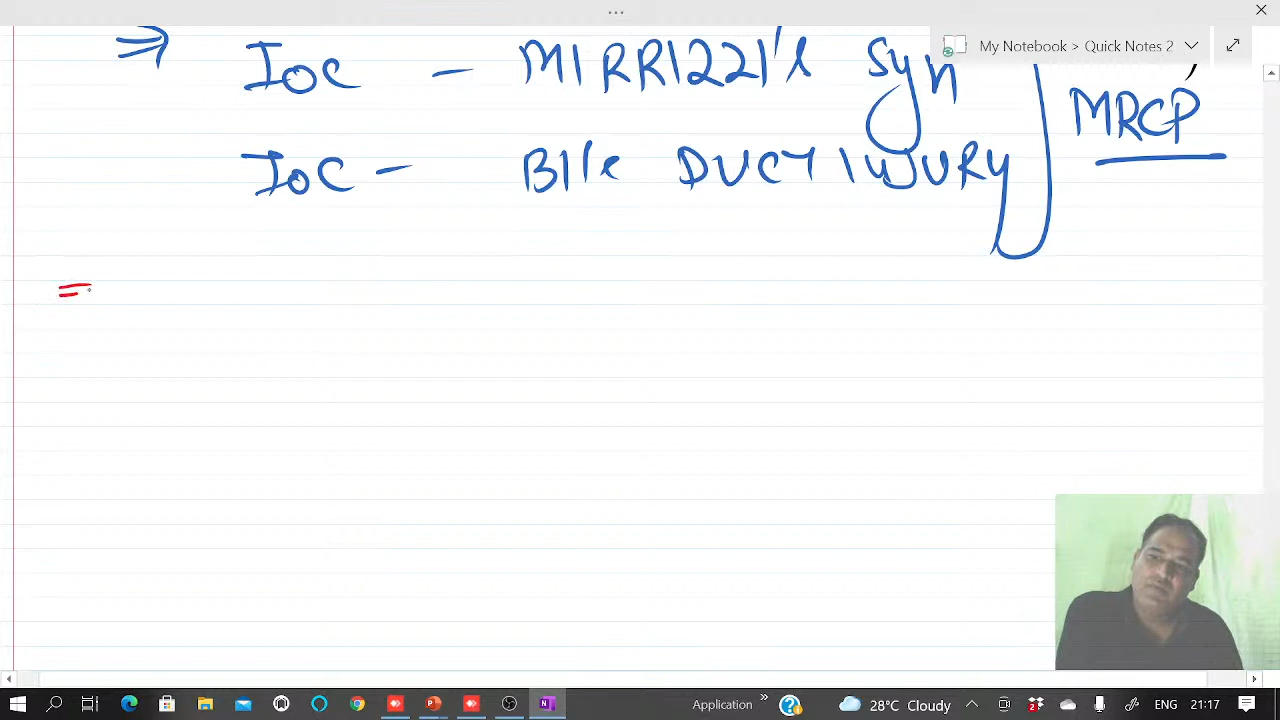 My Notebook > Quick Notes 2
⇒ IOC - MIRRIZZI's Syn
MRCP
IOC - Bile DUCT INJURY
=
Application
28°C Cloudy
ENG
21:17